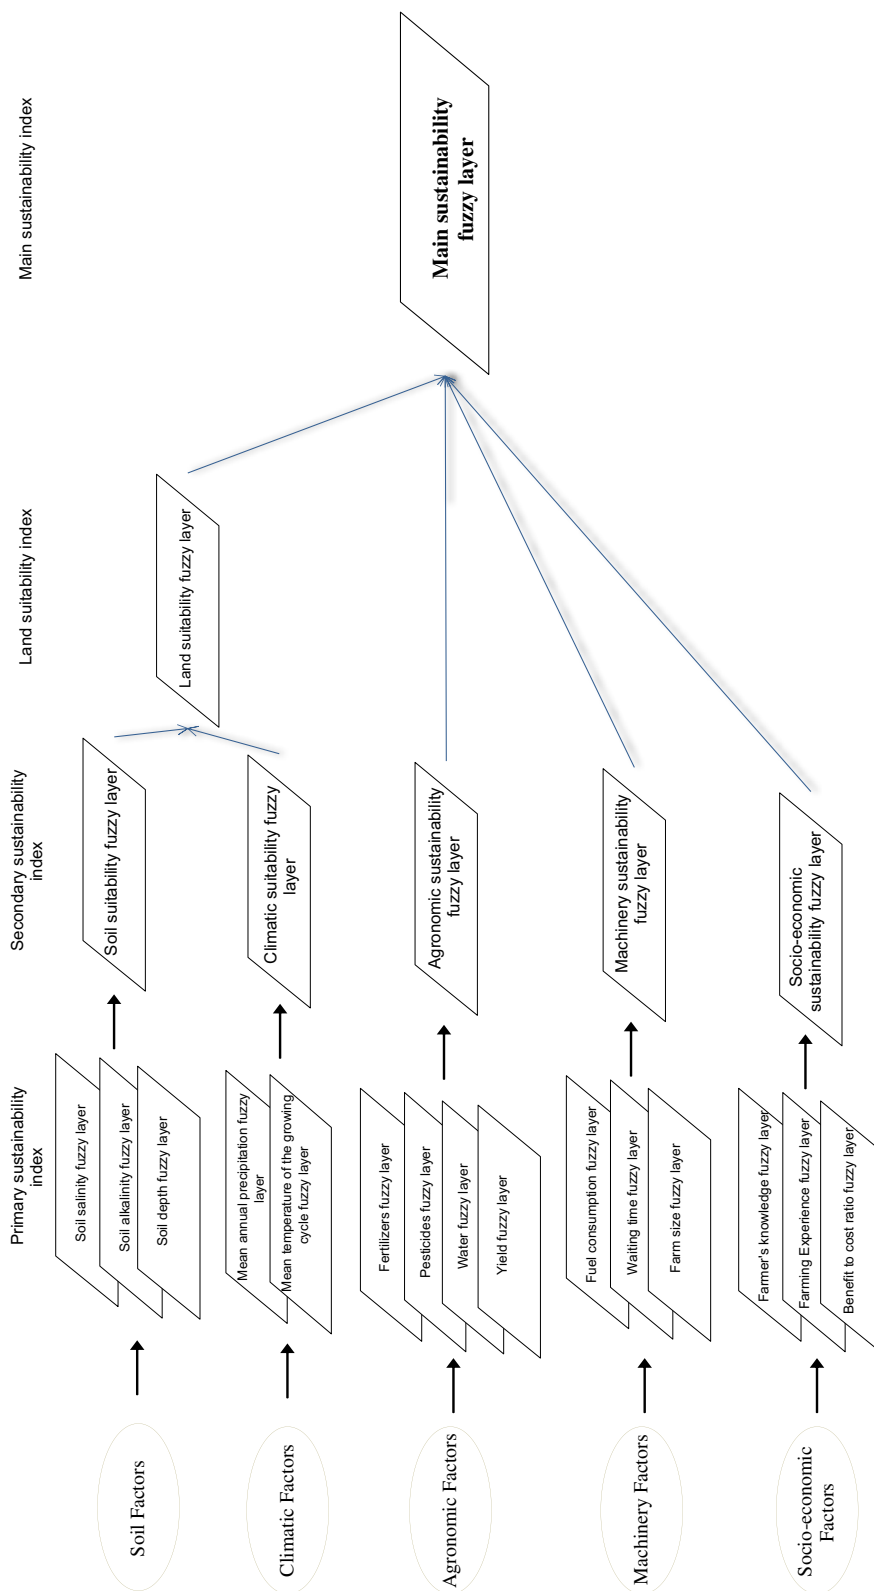 Primary sustainability
index
Secondary sustainability
index
Land suitability index
Main sustainability index
Soil Factors
Soil salinity fuzzy layer
Soil alkalinity fuzzy layer
Soil depth fuzzy layer
Soil suitability fuzzy layer
Climatic Factors
Mean annual precipitation fuzzy
layer
Mean temperature of the growing
cycle fuzzy layer
Climatic suitability fuzzy
layer
Land suitability fuzzy layer
Agronomic Factors
Fertilizers fuzzy layer
Pesticides fuzzy layer
Water fuzzy layer
Yield fuzzy layer
Agronomic sustainability
fuzzy layer
Machinery Factors
Fuel consumption fuzzy layer
Waiting time fuzzy layer
Farm size fuzzy layer
Machinery sustainability
fuzzy layer
Socio-economic
Factors
Farmer's knowledge fuzzy layer
Farming Experience fuzzy layer
Benefit to cost ratio fuzzy layer
Socio-economic
sustainability fuzzy layer
Main sustainability
fuzzy layer